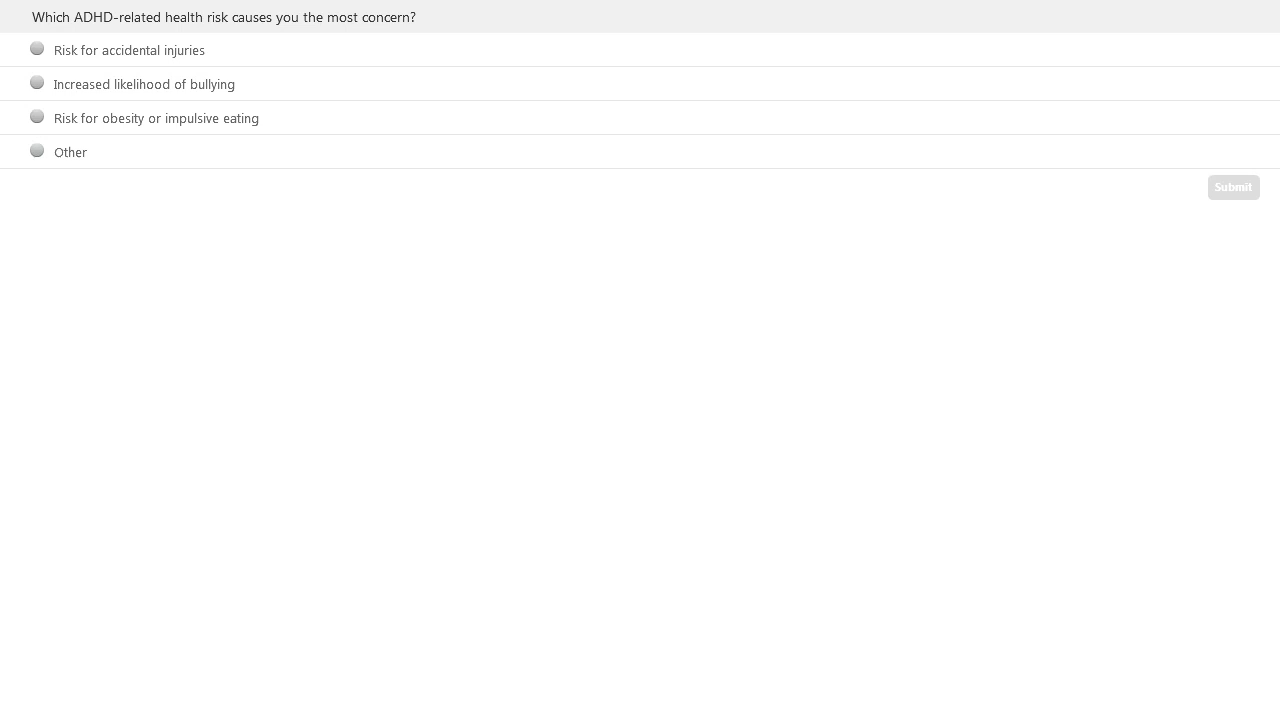 Which ADHD-related health risk causes you the most concern?
Risk for accidental injuries
Increased likelihood of bullying
Risk for obesity or impulsive eating
Other
Submit